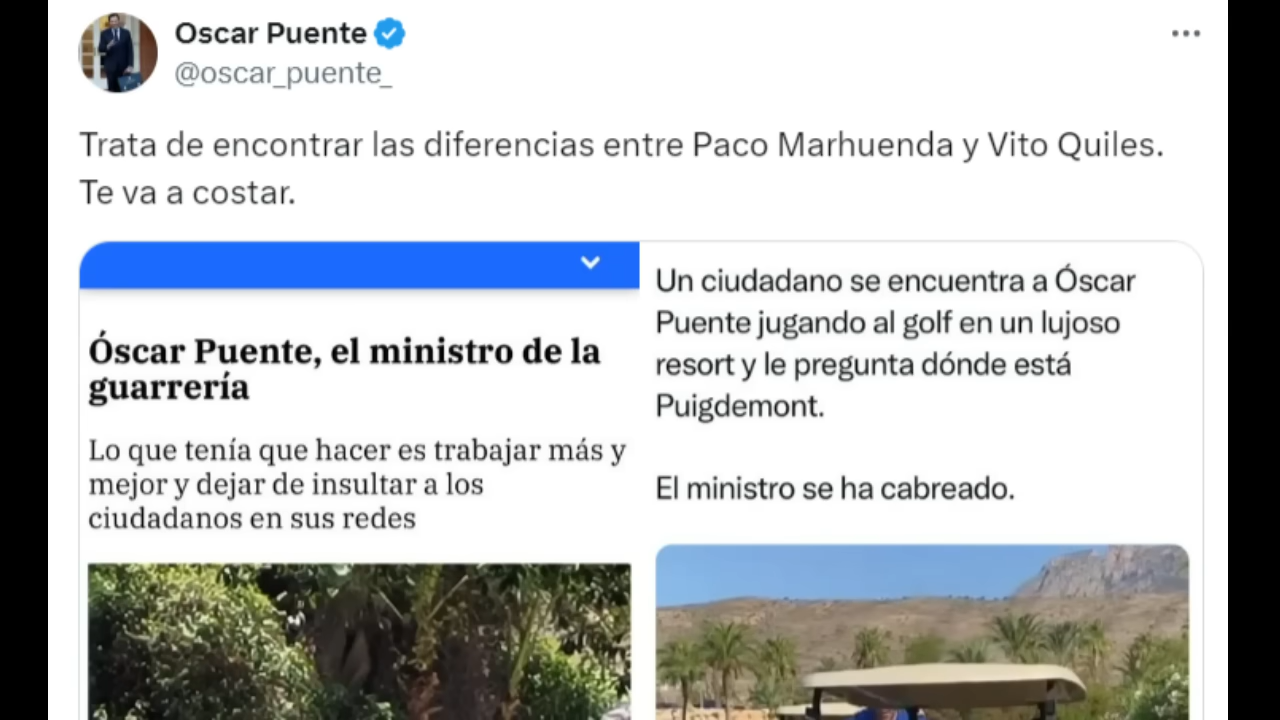 Oscar Puente
@oscar_puente_
Trata de encontrar las diferencias entre Paco Marhuenda y Vito Quiles.
Te va a costar.
Óscar Puente, el ministro de la
guarrería
Lo que tenía que hacer es trabajar más y
mejor y dejar de insultar a los
ciudadanos en sus redes
Un ciudadano se encuentra a Óscar
Puente jugando al golf en un lujoso
resort y le pregunta dónde está
Puigdemont.
El ministro se ha cabreado.